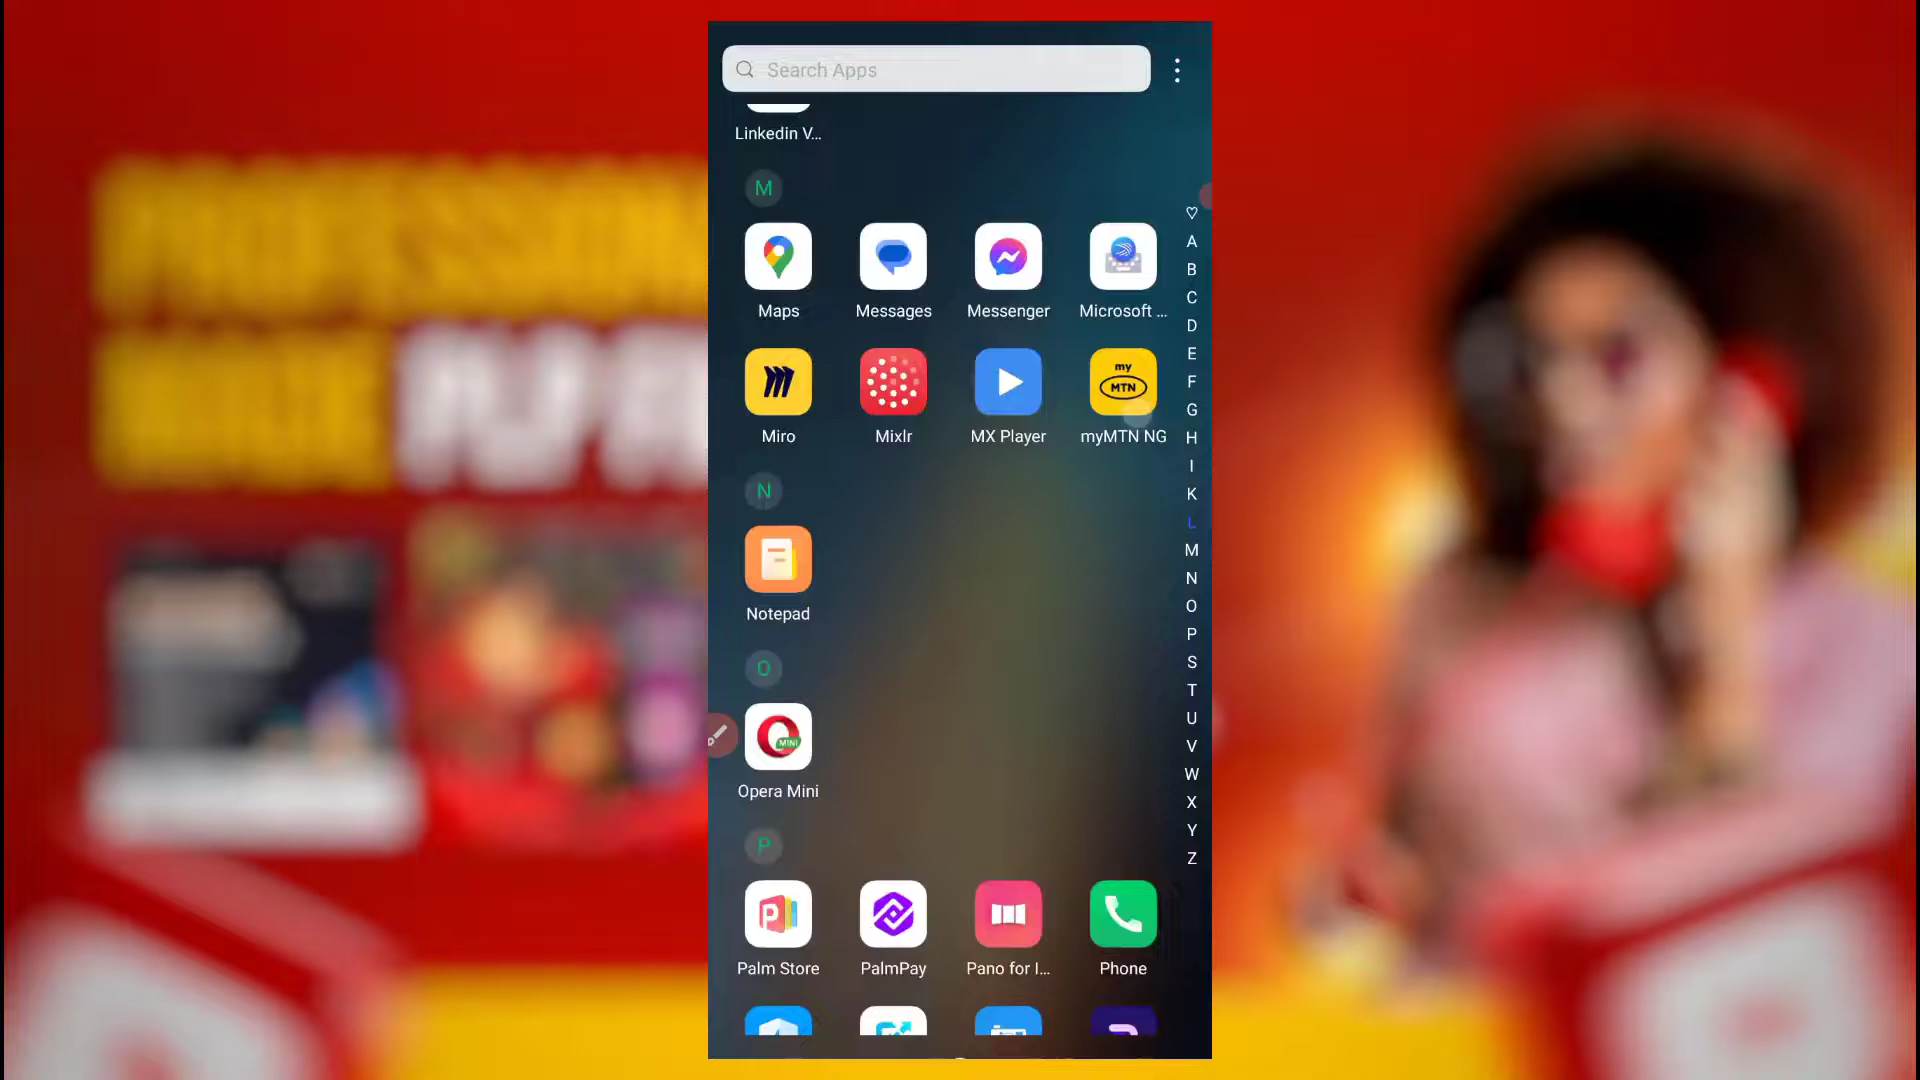 Search Apps
Linkedin V...
M
Maps
Messages
Messenger
Microsoft ...
my
MTN
Miro
Mixlr
MX Player
myMTN NG
N
Notepad
O
MINI
Opera Mini
P
P
Palm Store
PalmPay
Pano for I...
Phone
A
B
C
D
E
F
G
H
I
K
L
M
N
O
P
S
T
U
V
W
X
Y
Z